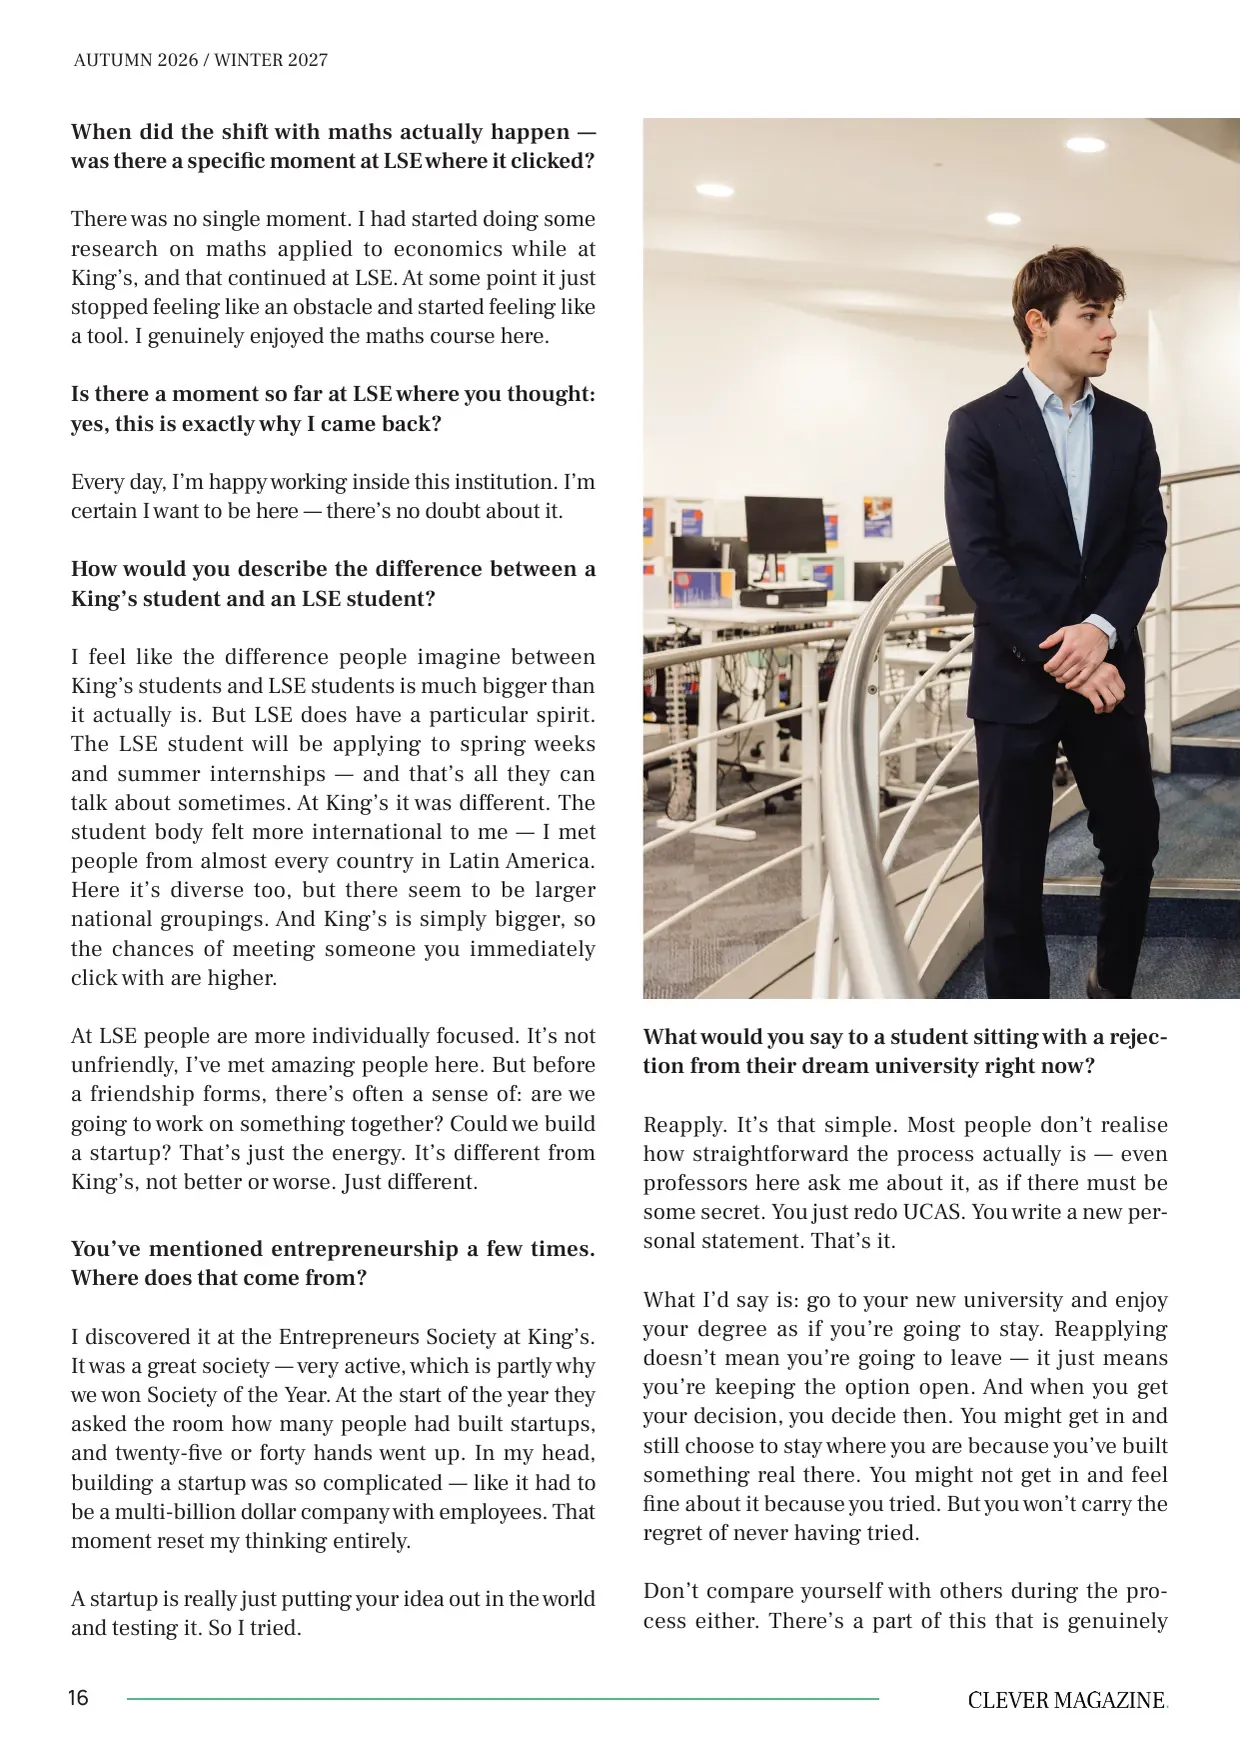 AUTUMN 2026 / WINTER 2027
When did the shift with maths actually happen —
was there a specific moment at LSE where it clicked?
There was no single moment. I had started doing some
research on maths applied to economics while at
King’s, and that continued at LSE. At some point it just
stopped feeling like an obstacle and started feeling like
a tool. I genuinely enjoyed the maths course here.
Is there a moment so far at LSE where you thought:
yes, this is exactly why I came back?
Every day, I’m happy working inside this institution. I’m
certain I want to be here — there’s no doubt about it.
How would you describe the difference between a
King’s student and an LSE student?
I feel like the difference people imagine between
King’s students and LSE students is much bigger than
it actually is. But LSE does have a particular spirit.
The LSE student will be applying to spring weeks
and summer internships — and that’s all they can
talk about sometimes. At King’s it was different. The
student body felt more international to me — I met
people from almost every country in Latin America.
Here it’s diverse too, but there seem to be larger
national groupings. And King’s is simply bigger, so
the chances of meeting someone you immediately
click with are higher.
At LSE people are more individually focused. It’s not
unfriendly, I’ve met amazing people here. But before
a friendship forms, there’s often a sense of: are we
going to work on something together? Could we build
a startup? That’s just the energy. It’s different from
King’s, not better or worse. Just different.
You’ve mentioned entrepreneurship a few times.
Where does that come from?
I discovered it at the Entrepreneurs Society at King’s.
It was a great society — very active, which is partly why
we won Society of the Year. At the start of the year they
asked the room how many people had built startups,
and twenty-five or forty hands went up. In my head,
building a startup was so complicated — like it had to
be a multi-billion dollar company with employees. That
moment reset my thinking entirely.
A startup is really just putting your idea out in the world
and testing it. So I tried.
What would you say to a student sitting with a rejec-
tion from their dream university right now?
Reapply. It’s that simple. Most people don’t realise
how straightforward the process actually is — even
professors here ask me about it, as if there must be
some secret. You just redo UCAS. You write a new per-
sonal statement. That’s it.
What I’d say is: go to your new university and enjoy
your degree as if you’re going to stay. Reapplying
doesn’t mean you’re going to leave — it just means
you’re keeping the option open. And when you get
your decision, you decide then. You might get in and
still choose to stay where you are because you’ve built
something real there. You might not get in and feel
fine about it because you tried. But you won’t carry the
regret of never having tried.
Don’t compare yourself with others during the pro-
cess either. There’s a part of this that is genuinely
16
CLEVER MAGAZINE.